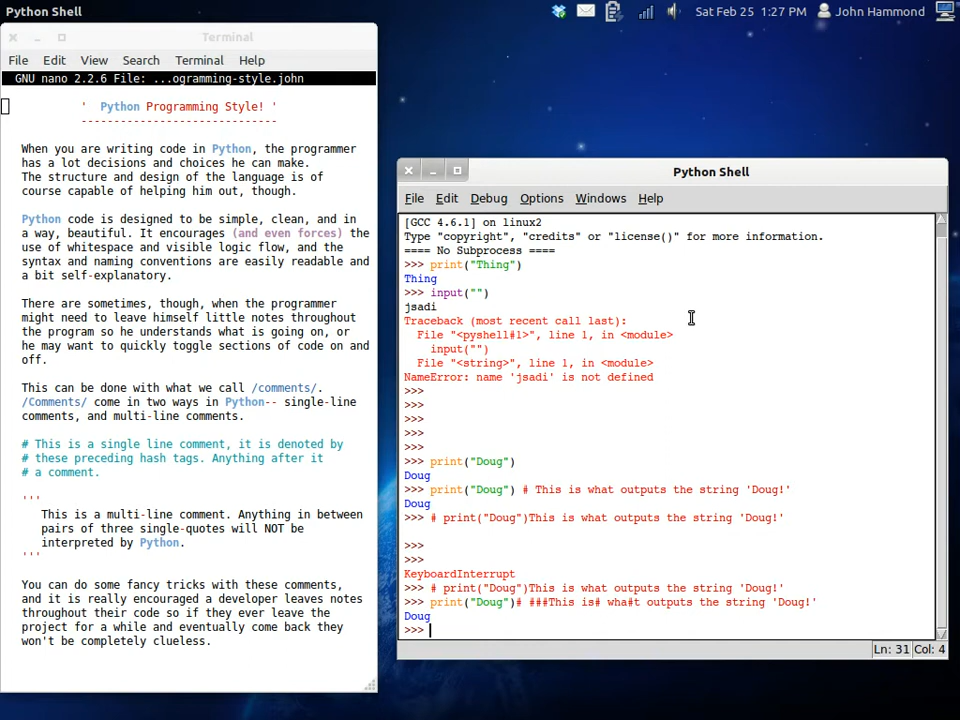 Python Shell
Sat Feb 25 1:27 PM John Hammond
Terminal
File Edit View Search Terminal Help
GNU nano 2.2.6 File: ...ogramming-style.john
' Python Programming Style! '
------------------------------
When you are writing code in Python, the programmer
has a lot decisions and choices he can make.
The structure and design of the language is of
course capable of helping him out, though.
Python code is designed to be simple, clean, and in
a way, beautiful. It encourages (and even forces) the
use of whitespace and visible logic flow, and the
syntax and naming conventions are easily readable and
a bit self-explanatory.
There are sometimes, though, when the programmer
might need to leave himself little notes throughout
the program so he understands what is going on, or
he may want to quickly toggle sections of code on and
off.
This can be done with what we call /comments/.
/Comments/ come in two ways in Python-- single-line
comments, and multi-line comments.
# This is a single line comment, it is denoted by
# these preceding hash tags. Anything after it
# a comment.
'''
This is a multi-line comment. Anything in between
pairs of three single-quotes will NOT be
interpreted by Python.
'''
You can do some fancy tricks with these comments,
and it is really encouraged a developer leaves notes
throughout their code so if they ever leave the
project for a while and eventually come back they
won't be completely clueless.
Python Shell
File Edit Debug Options Windows Help
[GCC 4.6.1] on linux2
Type "copyright", "credits" or "license()" for more information.
==== No Subprocess ====
>>> print("Thing")
Thing
>>> input("")
jsadi
Traceback (most recent call last):
File "<pyshell#1>", line 1, in <module>
input("")
File "<string>", line 1, in <module>
NameError: name 'jsadi' is not defined
>>>
>>>
>>>
>>>
>>>
>>> print("Doug")
Doug
>>> print("Doug") # This is what outputs the string 'Doug!'
Doug
>>> # print("Doug")This is what outputs the string 'Doug!'
>>>
>>>
KeyboardInterrupt
>>> # print("Doug")This is what outputs the string 'Doug!'
>>> print("Doug")# ###This is# wha#t outputs the string 'Doug!'
Doug
>>>
Ln: 31 Col: 4